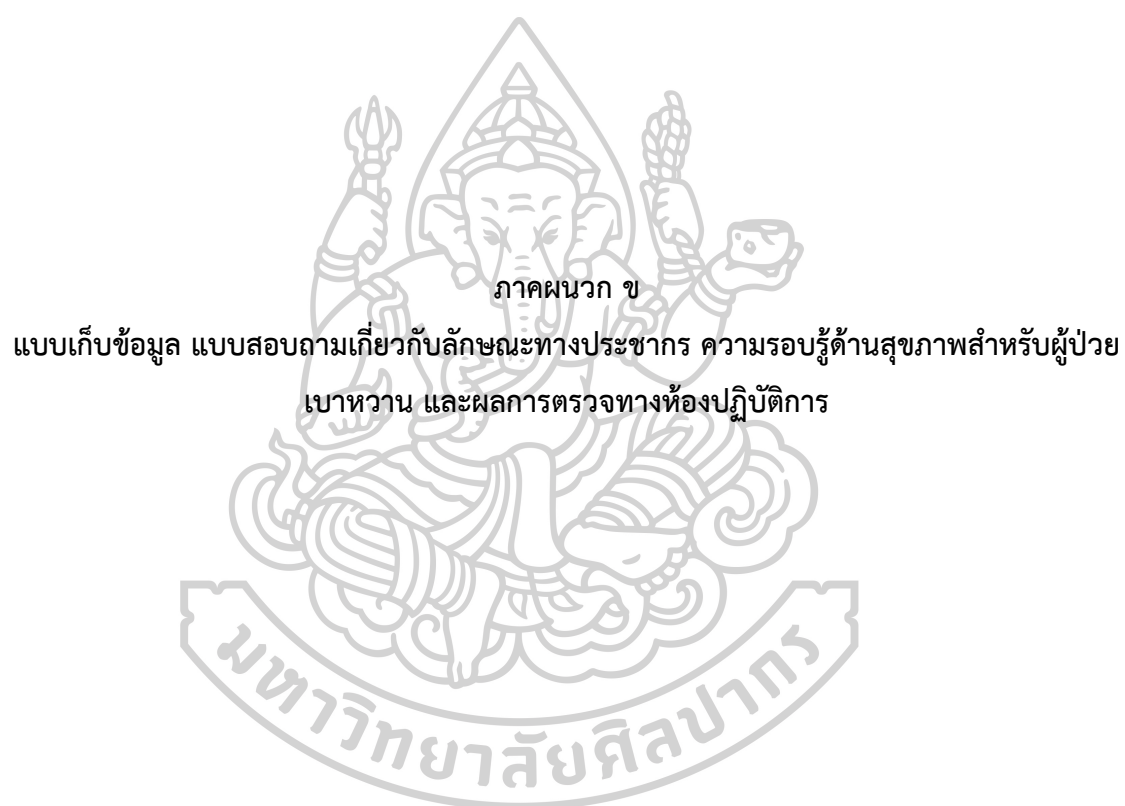 ภาคผนวก ข
แบบเก็บข้อมูล แบบสอบถามเกี่ยวกับลักษณะทางประชากร ความรอบรู้ด้านสุขภาพสำหรับผู้ป่วย
เบาหวาน และผลการตรวจทางห้องปฏิบัติการ
มหาวิทยาลัยศิลปากร